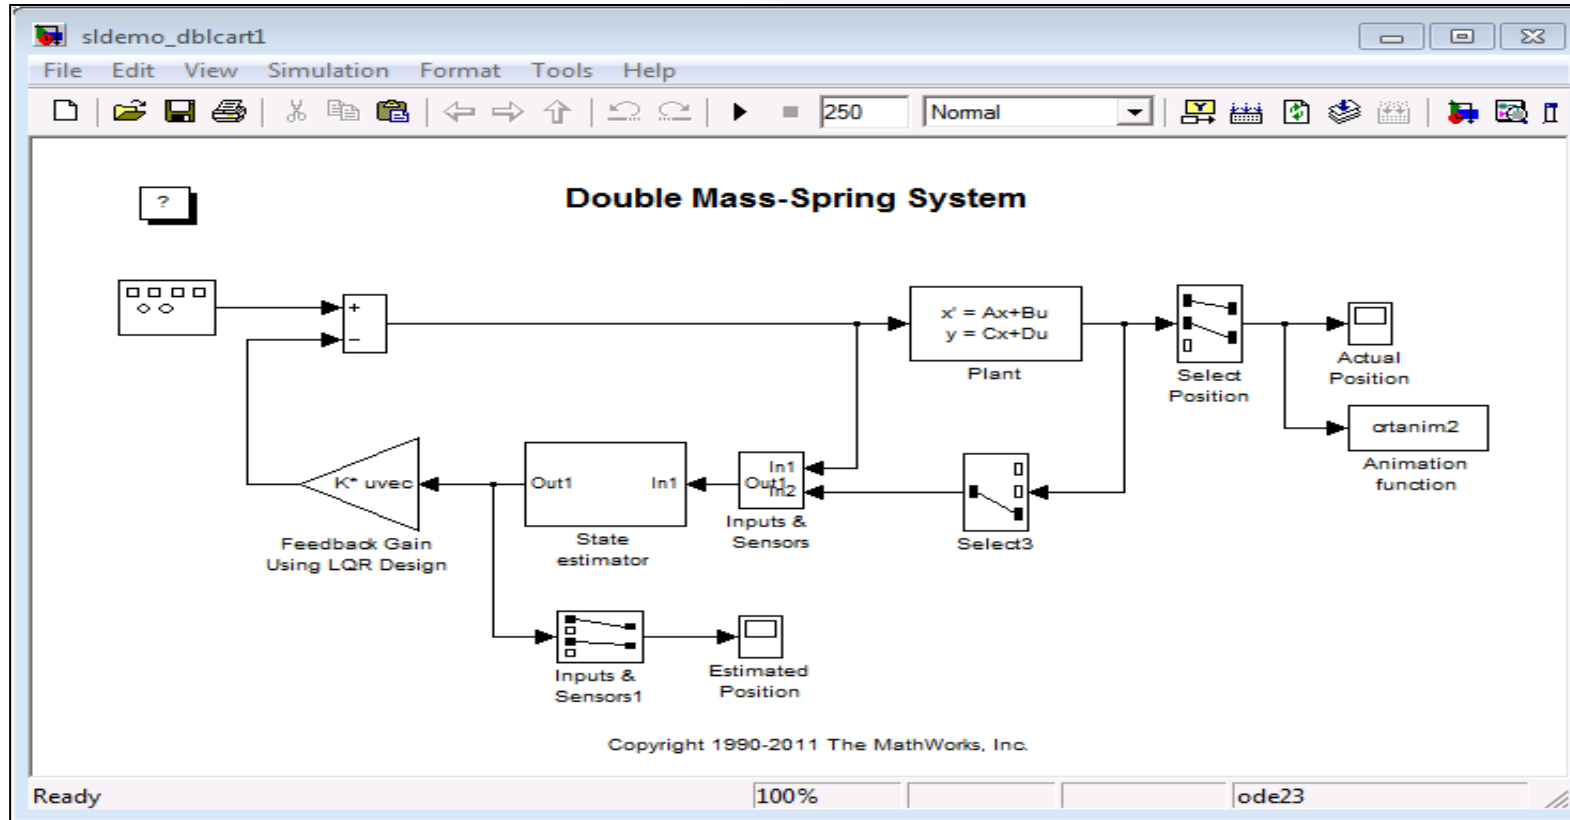 sldemo_dblcart1
File Edit View Simulation Format Tools Help
250 Normal
?
Double Mass-Spring System
+
−
x' = Ax+Bu
y = Cx+Du
Plant
Select
Position
Actual
Position
crtanim2
Animation
function
K* uvec
Feedback Gain
Using LQR Design
Out1 In1
State
estimator
In1
Out1
In2
Inputs &
Sensors
Select3
Inputs &
Sensors1
Estimated
Position
Copyright 1990-2011 The MathWorks, Inc.
Ready 100% ode23